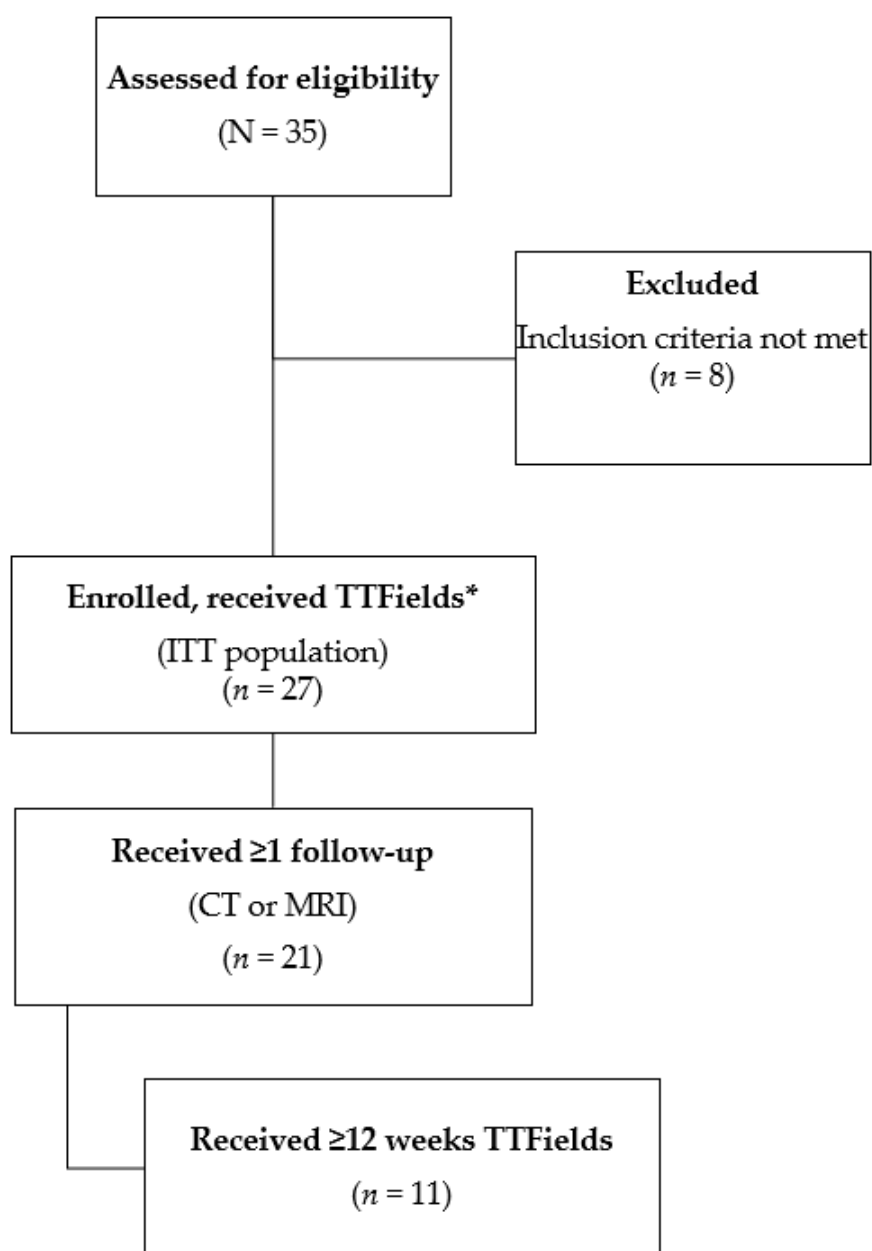 Assessed for eligibility
(N = 35)
Excluded
Inclusion criteria not met
(n = 8)
Enrolled, received TTFields*
(ITT population)
(n = 27)
Received ≥1 follow-up
(CT or MRI)
(n = 21)
Received ≥12 weeks TTFields
(n = 11)